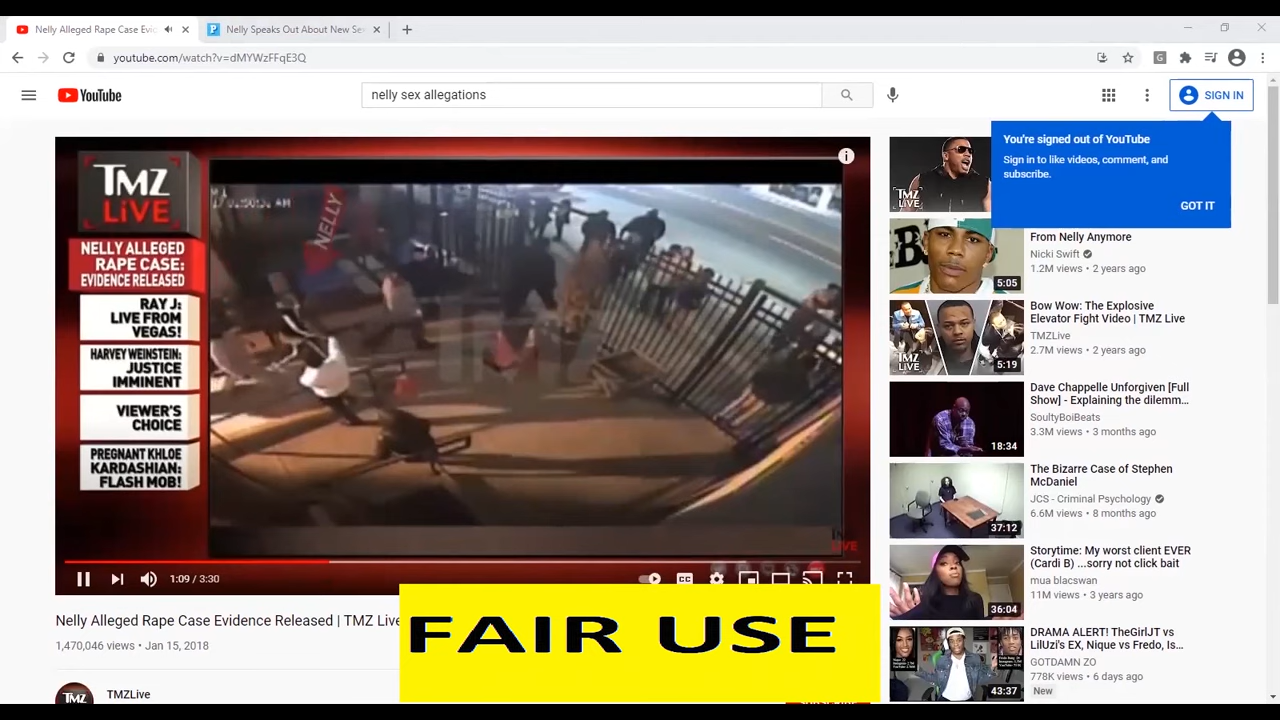 Nelly Alleged Rape Case Evid
Nelly Speaks Out About New Se
youtube.com/watch?v=dMYWzFFqE3Q
YouTube
nelly sex allegations
SIGN IN
You're signed out of YouTube
Sign in to like videos, comment, and
subscribe.
GOT IT
TMZ
LIVE
NELLY ALLEGED
RAPE CASE:
EVIDENCE RELEASED
RAY J:
LIVE FROM
VEGAS!
HARVEY WEINSTEIN:
JUSTICE
IMMINENT
VIEWER'S
CHOICE
PREGNANT KHLOE
KARDASHIAN:
FLASH MOB!
NELLY
LIVE
1:09 / 3:30
CC
Nelly Alleged Rape Case Evidence Released | TMZ Live
1,470,046 views • Jan 15, 2018
TMZ
TMZLive
FAIR USE
TMZ
LIVE
From Nelly Anymore
Nicki Swift
1.2M views • 2 years ago
5:05
Bow Wow: The Explosive
Elevator Fight Video | TMZ Live
TMZLive
2.7M views • 2 years ago
TMZ
LIVE
5:19
Dave Chappelle Unforgiven [Full
Show] - Explaining the dilemm...
SoultyBoiBeats
3.3M views • 3 months ago
18:34
The Bizarre Case of Stephen
McDaniel
JCS - Criminal Psychology
6.6M views • 8 months ago
37:12
Storytime: My worst client EVER
(Cardi B) ...sorry not click bait
mua blacswan
11M views • 3 years ago
36:04
DRAMA ALERT! TheGirlJT vs
LilUzi's EX, Nique vs Fredo, Is...
GOTDAMN ZO
778K views • 6 days ago
New
43:37